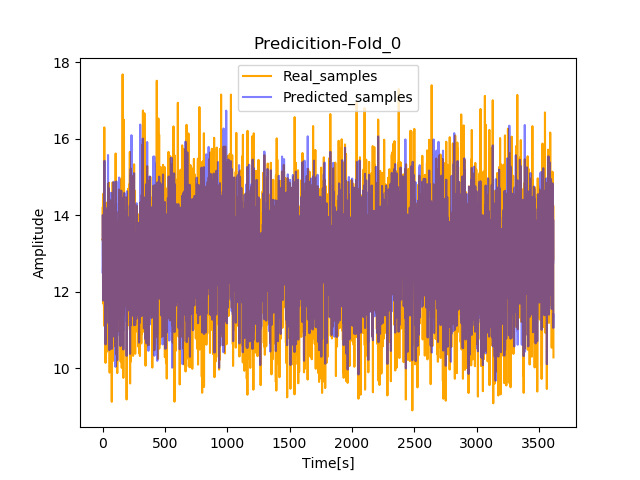 Predicition-Fold_0
Real_samples
Predicted_samples
18
16
14
12
10
Amplitude
0 500 1000 1500 2000 2500 3000 3500
Time[s]